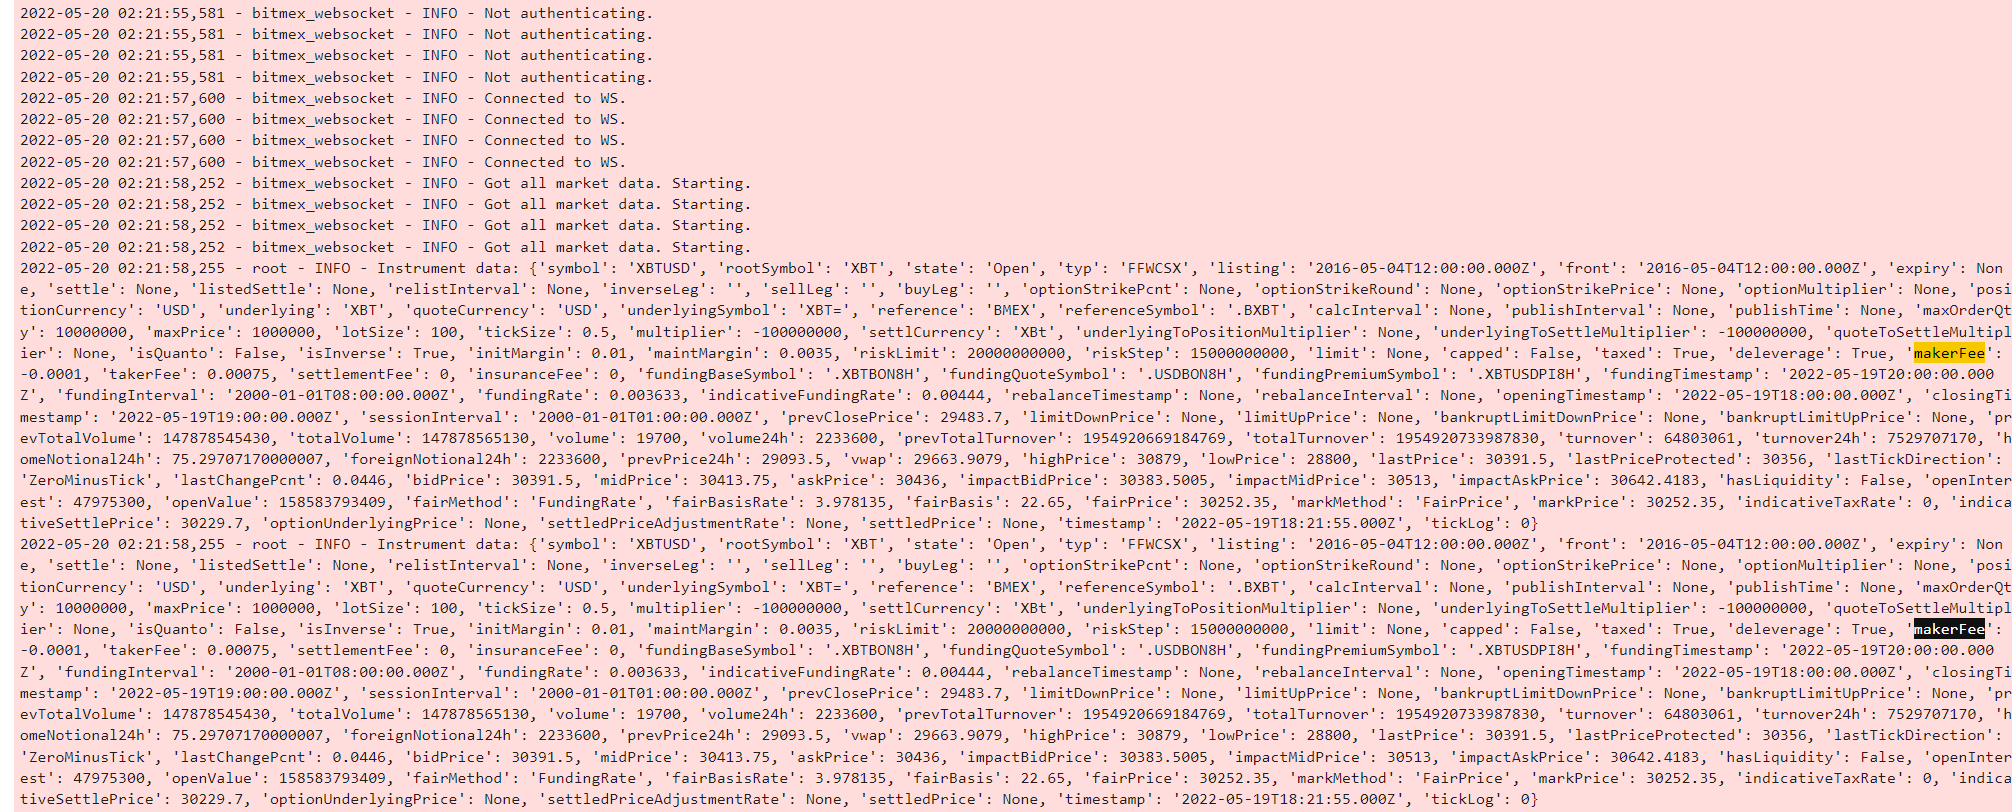 2022-05-20 02:21:55,581 - bitmex_websocket - INFO - Not authenticating.
2022-05-20 02:21:55,581 - bitmex_websocket - INFO - Not authenticating.
2022-05-20 02:21:55,581 - bitmex_websocket - INFO - Not authenticating.
2022-05-20 02:21:55,581 - bitmex_websocket - INFO - Not authenticating.
2022-05-20 02:21:57,600 - bitmex_websocket - INFO - Connected to WS.
2022-05-20 02:21:57,600 - bitmex_websocket - INFO - Connected to WS.
2022-05-20 02:21:57,600 - bitmex_websocket - INFO - Connected to WS.
2022-05-20 02:21:57,600 - bitmex_websocket - INFO - Connected to WS.
2022-05-20 02:21:58,252 - bitmex_websocket - INFO - Got all market data. Starting.
2022-05-20 02:21:58,252 - bitmex_websocket - INFO - Got all market data. Starting.
2022-05-20 02:21:58,252 - bitmex_websocket - INFO - Got all market data. Starting.
2022-05-20 02:21:58,252 - bitmex_websocket - INFO - Got all market data. Starting.
2022-05-20 02:21:58,255 - root - INFO - Instrument data: {'symbol': 'XBTUSD', 'rootSymbol': 'XBT', 'state': 'Open', 'typ': 'FFWCSX', 'listing': '2016-05-04T12:00:00.000Z', 'front': '2016-05-04T12:00:00.000Z', 'expiry': Non
e, 'settle': None, 'listedSettle': None, 'relistInterval': None, 'inverseLeg': '', 'sellLeg': '', 'buyLeg': '', 'optionStrikePcnt': None, 'optionStrikeRound': None, 'optionStrikePrice': None, 'optionMultiplier': None, 'posi
tionCurrency': 'USD', 'underlying': 'XBT', 'quoteCurrency': 'USD', 'underlyingSymbol': 'XBT=', 'reference': 'BMEX', 'referenceSymbol': '.BXBT', 'calcInterval': None, 'publishInterval': None, 'publishTime': None, 'maxOrderQt
y': 10000000, 'maxPrice': 1000000, 'lotSize': 100, 'tickSize': 0.5, 'multiplier': -100000000, 'settlCurrency': 'XBt', 'underlyingToPositionMultiplier': None, 'underlyingToSettleMultiplier': -100000000, 'quoteToSettleMultipl
ier': None, 'isQuanto': False, 'isInverse': True, 'initMargin': 0.01, 'maintMargin': 0.0035, 'riskLimit': 20000000000, 'riskStep': 15000000000, 'limit': None, 'capped': False, 'taxed': True, 'deleverage': True, 'makerFee':
-0.0001, 'takerFee': 0.00075, 'settlementFee': 0, 'insuranceFee': 0, 'fundingBaseSymbol': '.XBTBON8H', 'fundingQuoteSymbol': '.USDBON8H', 'fundingPremiumSymbol': '.XBTUSDPI8H', 'fundingTimestamp': '2022-05-19T20:00:00.000
Z', 'fundingInterval': '2000-01-01T08:00:00.000Z', 'fundingRate': 0.003633, 'indicativeFundingRate': 0.00444, 'rebalanceTimestamp': None, 'rebalanceInterval': None, 'openingTimestamp': '2022-05-19T18:00:00.000Z', 'closingTi
mestamp': '2022-05-19T19:00:00.000Z', 'sessionInterval': '2000-01-01T01:00:00.000Z', 'prevClosePrice': 29483.7, 'limitDownPrice': None, 'limitUpPrice': None, 'bankruptLimitDownPrice': None, 'bankruptLimitUpPrice': None, 'pr
evTotalVolume': 147878545430, 'totalVolume': 147878565130, 'volume': 19700, 'volume24h': 2233600, 'prevTotalTurnover': 1954920669184769, 'totalTurnover': 1954920733987830, 'turnover': 64803061, 'turnover24h': 7529707170, 'h
omeNotional24h': 75.29707170000007, 'foreignNotional24h': 2233600, 'prevPrice24h': 29093.5, 'vwap': 29663.9079, 'highPrice': 30879, 'lowPrice': 28800, 'lastPrice': 30391.5, 'lastPriceProtected': 30356, 'lastTickDirection':
'ZeroMinusTick', 'lastChangePcnt': 0.0446, 'bidPrice': 30391.5, 'midPrice': 30413.75, 'askPrice': 30436, 'impactBidPrice': 30383.5005, 'impactMidPrice': 30513, 'impactAskPrice': 30642.4183, 'hasLiquidity': False, 'openInter
est': 47975300, 'openValue': 158583793409, 'fairMethod': 'FundingRate', 'fairBasisRate': 3.978135, 'fairBasis': 22.65, 'fairPrice': 30252.35, 'markMethod': 'FairPrice', 'markPrice': 30252.35, 'indicativeTaxRate': 0, 'indica
tiveSettlePrice': 30229.7, 'optionUnderlyingPrice': None, 'settledPriceAdjustmentRate': None, 'settledPrice': None, 'timestamp': '2022-05-19T18:21:55.000Z', 'tickLog': 0}
2022-05-20 02:21:58,255 - root - INFO - Instrument data: {'symbol': 'XBTUSD', 'rootSymbol': 'XBT', 'state': 'Open', 'typ': 'FFWCSX', 'listing': '2016-05-04T12:00:00.000Z', 'front': '2016-05-04T12:00:00.000Z', 'expiry': Non
e, 'settle': None, 'listedSettle': None, 'relistInterval': None, 'inverseLeg': '', 'sellLeg': '', 'buyLeg': '', 'optionStrikePcnt': None, 'optionStrikeRound': None, 'optionStrikePrice': None, 'optionMultiplier': None, 'posi
tionCurrency': 'USD', 'underlying': 'XBT', 'quoteCurrency': 'USD', 'underlyingSymbol': 'XBT=', 'reference': 'BMEX', 'referenceSymbol': '.BXBT', 'calcInterval': None, 'publishInterval': None, 'publishTime': None, 'maxOrderQt
y': 10000000, 'maxPrice': 1000000, 'lotSize': 100, 'tickSize': 0.5, 'multiplier': -100000000, 'settlCurrency': 'XBt', 'underlyingToPositionMultiplier': None, 'underlyingToSettleMultiplier': -100000000, 'quoteToSettleMultipl
ier': None, 'isQuanto': False, 'isInverse': True, 'initMargin': 0.01, 'maintMargin': 0.0035, 'riskLimit': 20000000000, 'riskStep': 15000000000, 'limit': None, 'capped': False, 'taxed': True, 'deleverage': True, 'makerFee':
-0.0001, 'takerFee': 0.00075, 'settlementFee': 0, 'insuranceFee': 0, 'fundingBaseSymbol': '.XBTBON8H', 'fundingQuoteSymbol': '.USDBON8H', 'fundingPremiumSymbol': '.XBTUSDPI8H', 'fundingTimestamp': '2022-05-19T20:00:00.000
Z', 'fundingInterval': '2000-01-01T08:00:00.000Z', 'fundingRate': 0.003633, 'indicativeFundingRate': 0.00444, 'rebalanceTimestamp': None, 'rebalanceInterval': None, 'openingTimestamp': '2022-05-19T18:00:00.000Z', 'closingTi
mestamp': '2022-05-19T19:00:00.000Z', 'sessionInterval': '2000-01-01T01:00:00.000Z', 'prevClosePrice': 29483.7, 'limitDownPrice': None, 'limitUpPrice': None, 'bankruptLimitDownPrice': None, 'bankruptLimitUpPrice': None, 'pr
evTotalVolume': 147878545430, 'totalVolume': 147878565130, 'volume': 19700, 'volume24h': 2233600, 'prevTotalTurnover': 1954920669184769, 'totalTurnover': 1954920733987830, 'turnover': 64803061, 'turnover24h': 7529707170, 'h
omeNotional24h': 75.29707170000007, 'foreignNotional24h': 2233600, 'prevPrice24h': 29093.5, 'vwap': 29663.9079, 'highPrice': 30879, 'lowPrice': 28800, 'lastPrice': 30391.5, 'lastPriceProtected': 30356, 'lastTickDirection':
'ZeroMinusTick', 'lastChangePcnt': 0.0446, 'bidPrice': 30391.5, 'midPrice': 30413.75, 'askPrice': 30436, 'impactBidPrice': 30383.5005, 'impactMidPrice': 30513, 'impactAskPrice': 30642.4183, 'hasLiquidity': False, 'openInter
est': 47975300, 'openValue': 158583793409, 'fairMethod': 'FundingRate', 'fairBasisRate': 3.978135, 'fairBasis': 22.65, 'fairPrice': 30252.35, 'markMethod': 'FairPrice', 'markPrice': 30252.35, 'indicativeTaxRate': 0, 'indica
tiveSettlePrice': 30229.7, 'optionUnderlyingPrice': None, 'settledPriceAdjustmentRate': None, 'settledPrice': None, 'timestamp': '2022-05-19T18:21:55.000Z', 'tickLog': 0}